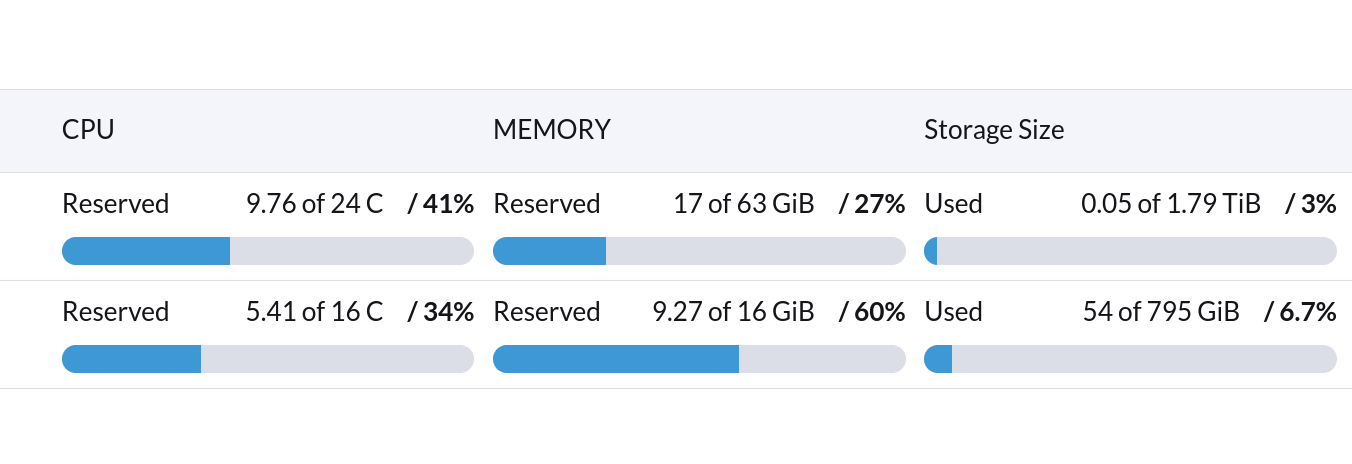 CPU MEMORY Storage Size
Reserved 9.76 of 24 C / 41% Reserved 17 of 63 GiB / 27% Used 0.05 of 1.79 TiB / 3%
Reserved 5.41 of 16 C / 34% Reserved 9.27 of 16 GiB / 60% Used 54 of 795 GiB / 6.7%